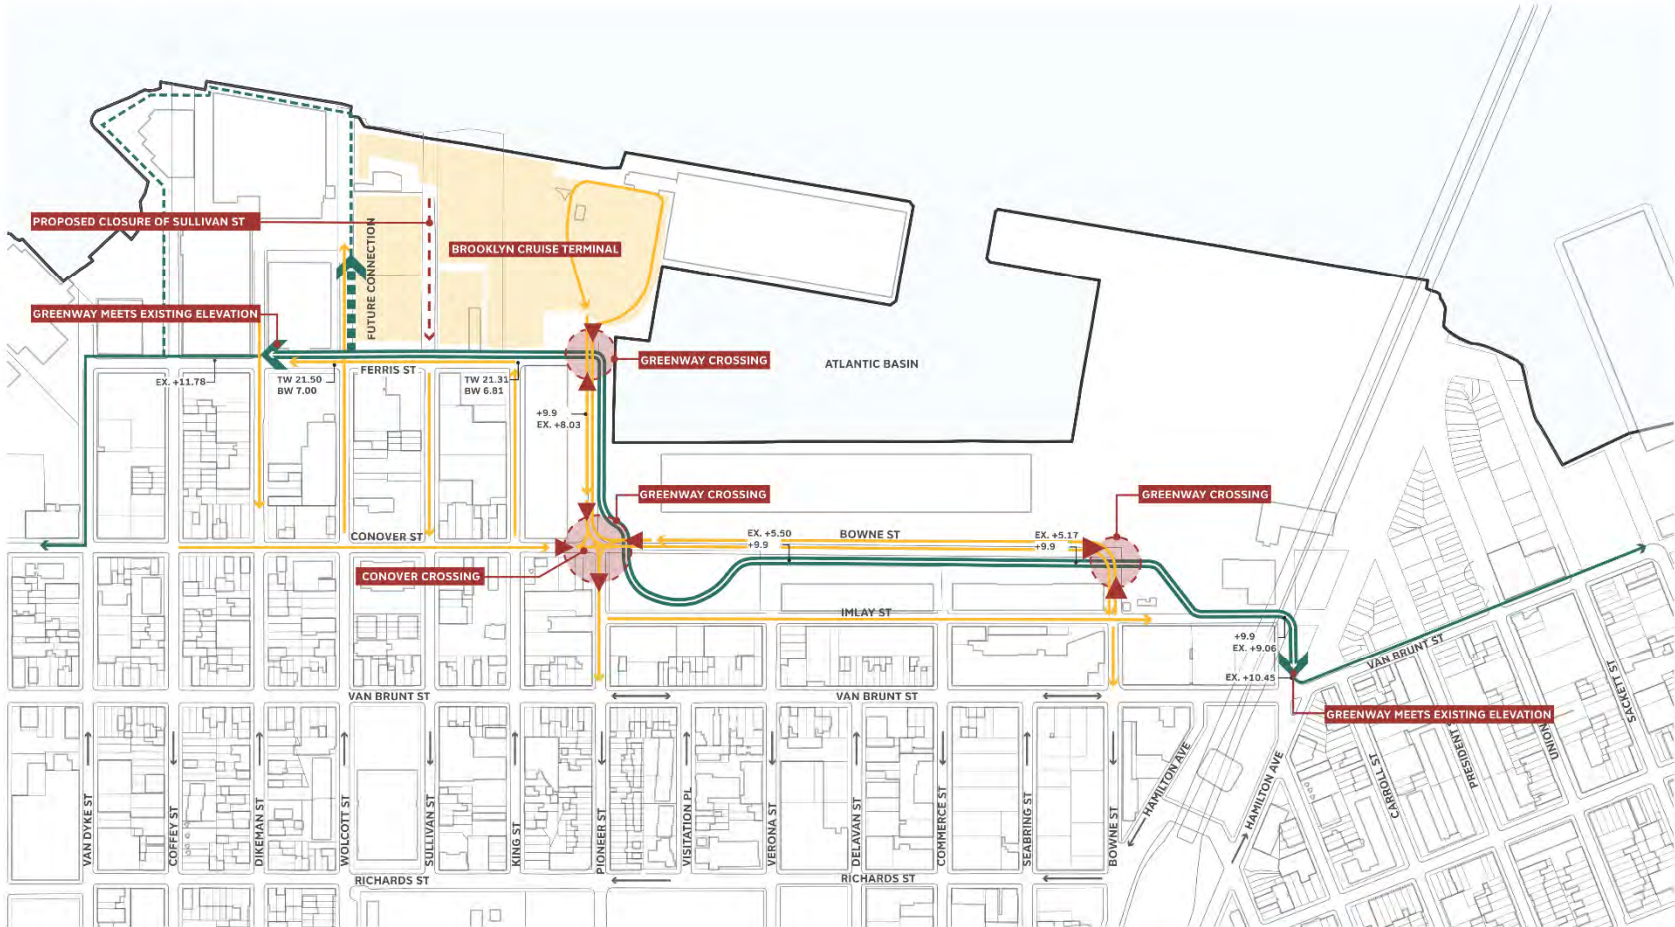 PROPOSED CLOSURE OF SULLIVAN ST
BROOKLYN CRUISE TERMINAL
FUTURE CONNECTION
GREENWAY MEETS EXISTING ELEVATION
GREENWAY CROSSING
ATLANTIC BASIN
FERRIS ST
EX. +11.78
TW 21.50
BW 7.00
TW 21.31
BW 6.81
+9.9
EX. +8.03
GREENWAY CROSSING
GREENWAY CROSSING
CONOVER ST
EX. +5.50
+9.9
BOWNE ST
EX. +5.17
+9.9
CONOVER CROSSING
IMLAY ST
+9.9
EX. +9.06
EX. +10.45
VAN BRUNT ST
SACKETT ST
VAN BRUNT ST
VAN BRUNT ST
GREENWAY MEETS EXISTING ELEVATION
VAN DYKE ST
COFFEY ST
DIKEMAN ST
WOLCOTT ST
SULLIVAN ST
KING ST
PIONEER ST
VISITATION PL
VERONA ST
DELAVAN ST
COMMERCE ST
SEABRING ST
BOWNE ST
HAMILTON AVE
HAMILTON AVE
CARROLL ST
PRESIDENT S
UNION
RICHARDS ST
RICHARDS ST